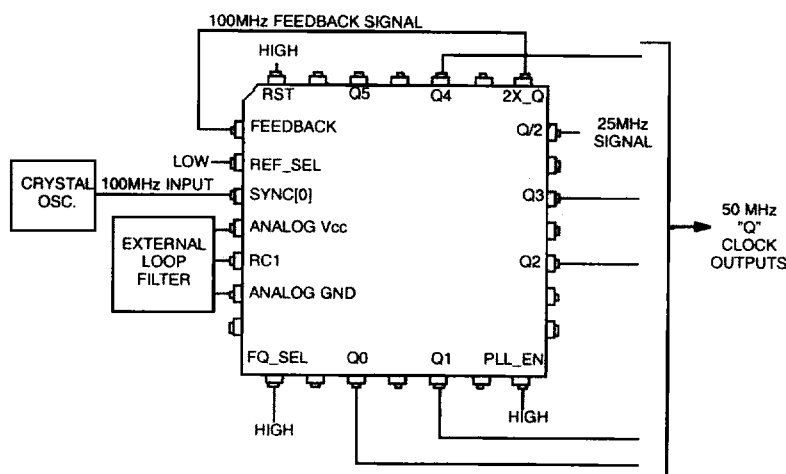 100MHz FEEDBACK SIGNAL
HIGH
RST
Q5
Q4
2X_Q
FEEDBACK
Q/2
25MHz
SIGNAL
LOW
REF_SEL
CRYSTAL
OSC.
100MHz INPUT
SYNC[0]
Q3
ANALOG Vcc
EXTERNAL
LOOP
FILTER
RC1
Q2
ANALOG GND
50 MHz
"Q"
CLOCK
OUTPUTS
FQ_SEL
Q0
Q1
PLL_EN
HIGH
HIGH